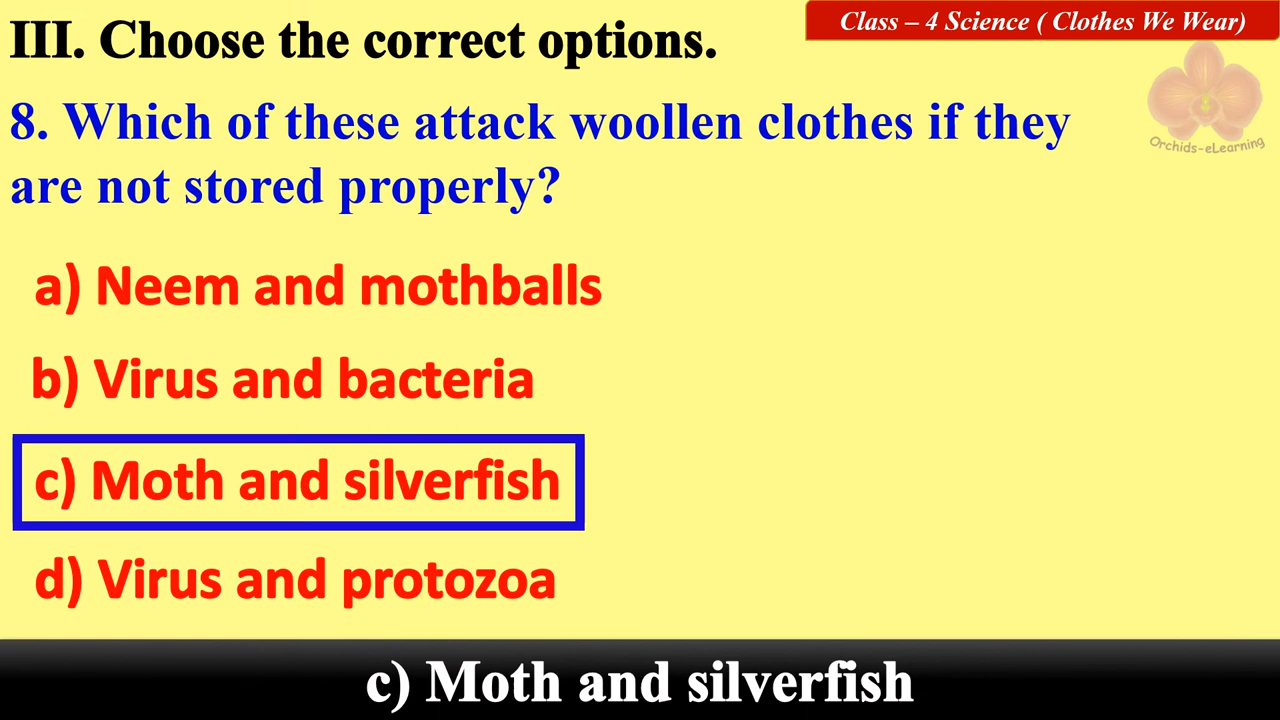 III. Choose the correct options.
Class – 4 Science ( Clothes We Wear)
Orchids-eLearning
8. Which of these attack woollen clothes if they
are not stored properly?
a) Neem and mothballs
b) Virus and bacteria
c) Moth and silverfish
d) Virus and protozoa
c) Moth and silverfish